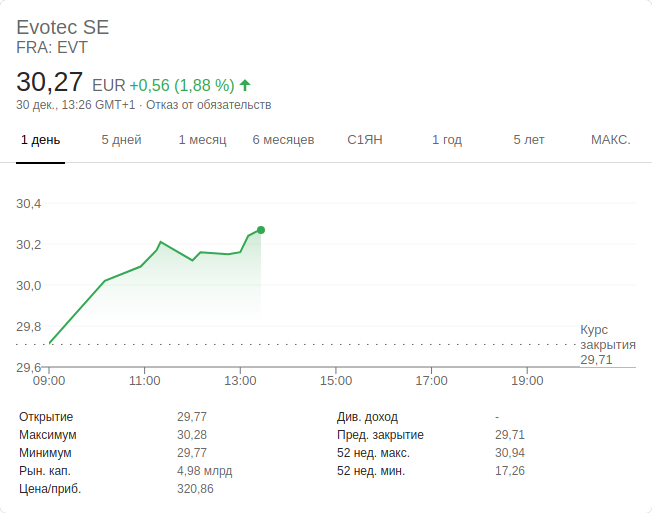 Evotec SE
FRA: EVT
30,27 EUR +0,56 (1,88 %)
30 дек., 13:26 GMT+1 · Отказ от обязательств
1 день 5 дней 1 месяц 6 месяцев С1ЯН 1 год 5 лет МАКС.
30,4
30,2
30,0
29,8
Курс
закрытия
29,71
29,6
09:00 11:00 13:00 15:00 17:00 19:00
Открытие 29,77 Див. доход -
Максимум 30,28 Пред. закрытие 29,71
Минимум 29,77 52 нед. макс. 30,94
Рын. кап. 4,98 млрд 52 нед. мин. 17,26
Цена/приб. 320,86